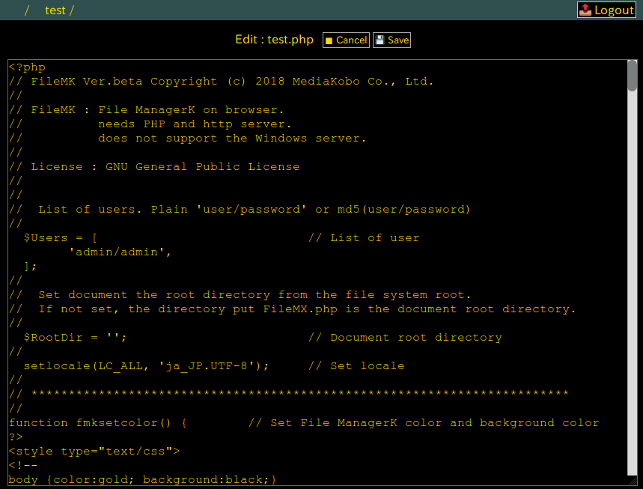 / test / Logout
Edit : test.php Cancel Save
<?php
// FileMK Ver.beta Copyright (c) 2018 MediaKobo Co., Ltd.
//
// FileMK : File ManagerK on browser.
//          needs PHP and http server.
//          does not support the Windows server.
//
// License : GNU General Public License
//
//
//  List of users. Plain 'user/password' or md5(user/password)
//
  $Users = [                            // List of user
        'admin/admin',
  ];
//
//  Set document the root directory from the file system root.
//  If not set, the directory put FileMX.php is the document root directory.
//
  $RootDir = '';                        // Document root directory
//
  setlocale(LC_ALL, 'ja_JP.UTF-8');     // Set locale
//
// ************************************************************************
//
function fmksetcolor() {        // Set File ManagerK color and background color
?>
<style type="text/css">
<!--
body {color:gold; background:black;}